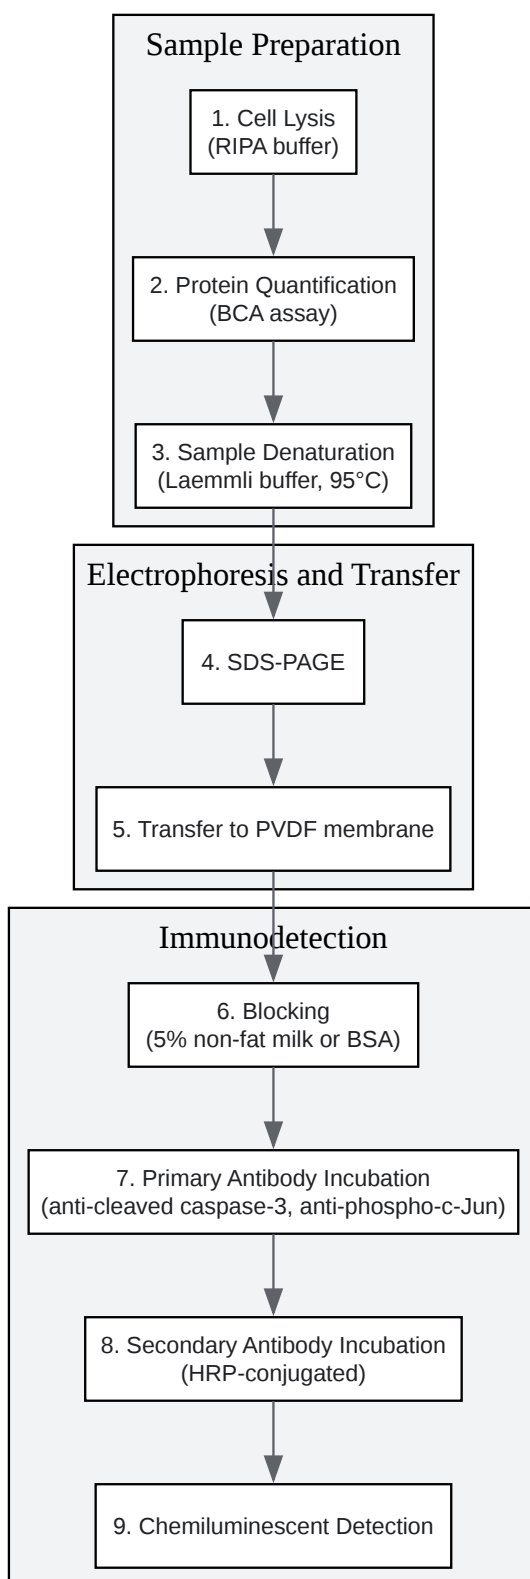 Sample Preparation
1. Cell Lysis
(RIPA buffer)
2. Protein Quantification
(BCA assay)
3. Sample Denaturation
(Laemmli buffer, 95°C)
Electrophoresis and Transfer
4. SDS-PAGE
5. Transfer to PVDF membrane
Immunodetection
6. Blocking
(5% non-fat milk or BSA)
7. Primary Antibody Incubation
(anti-cleaved caspase-3, anti-phospho-c-Jun)
8. Secondary Antibody Incubation
(HRP-conjugated)
9. Chemiluminescent Detection